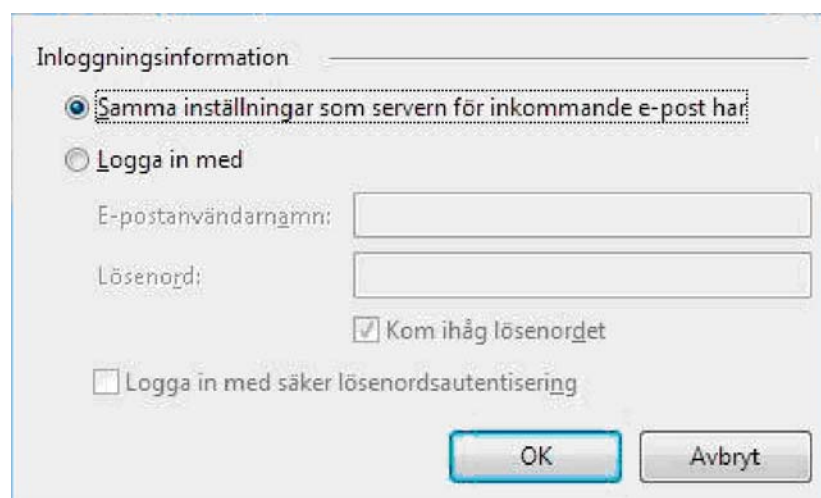 Inloggningsinformation
Samma inställningar som servern för inkommande e-post har
Logga in med
E-postanvändarnamn:
Lösenord:
Kom ihåg lösenordet
Logga in med säker lösenordsautentisering
OK Avbryt